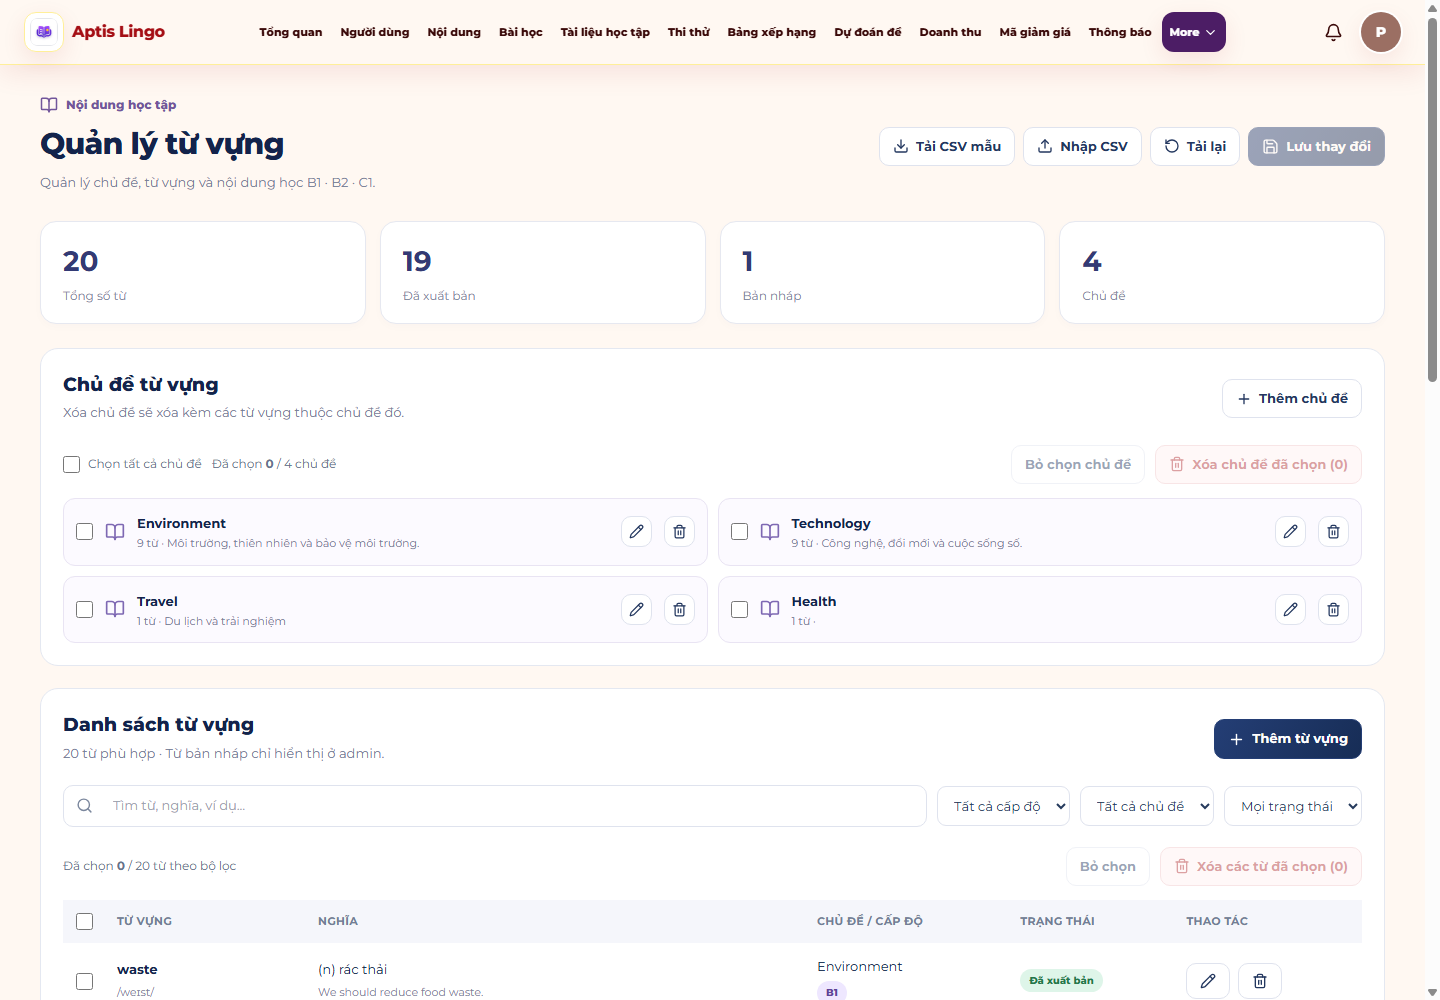 Aptis Lingo
Tổng quan Người dùng Nội dung Bài học Tài liệu học tập Thi thử Bảng xếp hạng Dự đoán đề Doanh thu Mã giảm giá Thông báo More
P
Nội dung học tập
Quản lý từ vựng
Quản lý chủ đề, từ vựng và nội dung học B1 · B2 · C1.
Tải CSV mẫu Nhập CSV Tải lại Lưu thay đổi
20 19 1 4
Tổng số từ Đã xuất bản Bản nháp Chủ đề
Chủ đề từ vựng
Xóa chủ đề sẽ xóa kèm các từ vựng thuộc chủ đề đó.
Thêm chủ đề
Chọn tất cả chủ đề Đã chọn 0 / 4 chủ đề Bỏ chọn chủ đề Xóa chủ đề đã chọn (0)
Environment
9 từ · Môi trường, thiên nhiên và bảo vệ môi trường.
Technology
9 từ · Công nghệ, đổi mới và cuộc sống số.
Travel
1 từ · Du lịch và trải nghiệm
Health
1 từ ·
Danh sách từ vựng
20 từ phù hợp · Từ bản nháp chỉ hiển thị ở admin.
Thêm từ vựng
Tìm từ, nghĩa, ví dụ... Tất cả cấp độ Tất cả chủ đề Mọi trạng thái
Đã chọn 0 / 20 từ theo bộ lọc Bỏ chọn Xóa các từ đã chọn (0)
TỪ VỰNG NGHĨA CHỦ ĐỀ / CẤP ĐỘ TRẠNG THÁI THAO TÁC
waste (n) rác thải Environment Đã xuất bản
/weɪst/ We should reduce food waste. B1